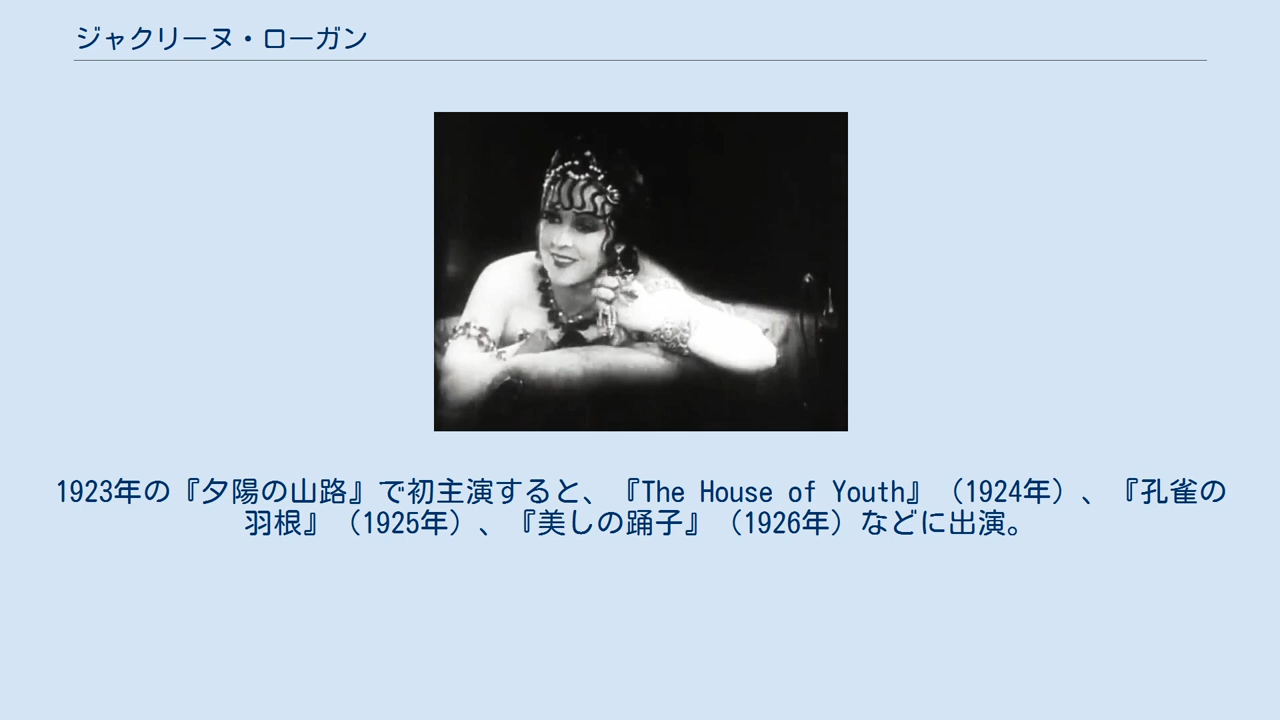 ジャクリーヌ・ローガン
1923年の『夕陽の山路』で初主演すると、『The House of Youth』（1924年）、『孔雀の
羽根』（1925年）、『美しの踊子』（1926年）などに出演。